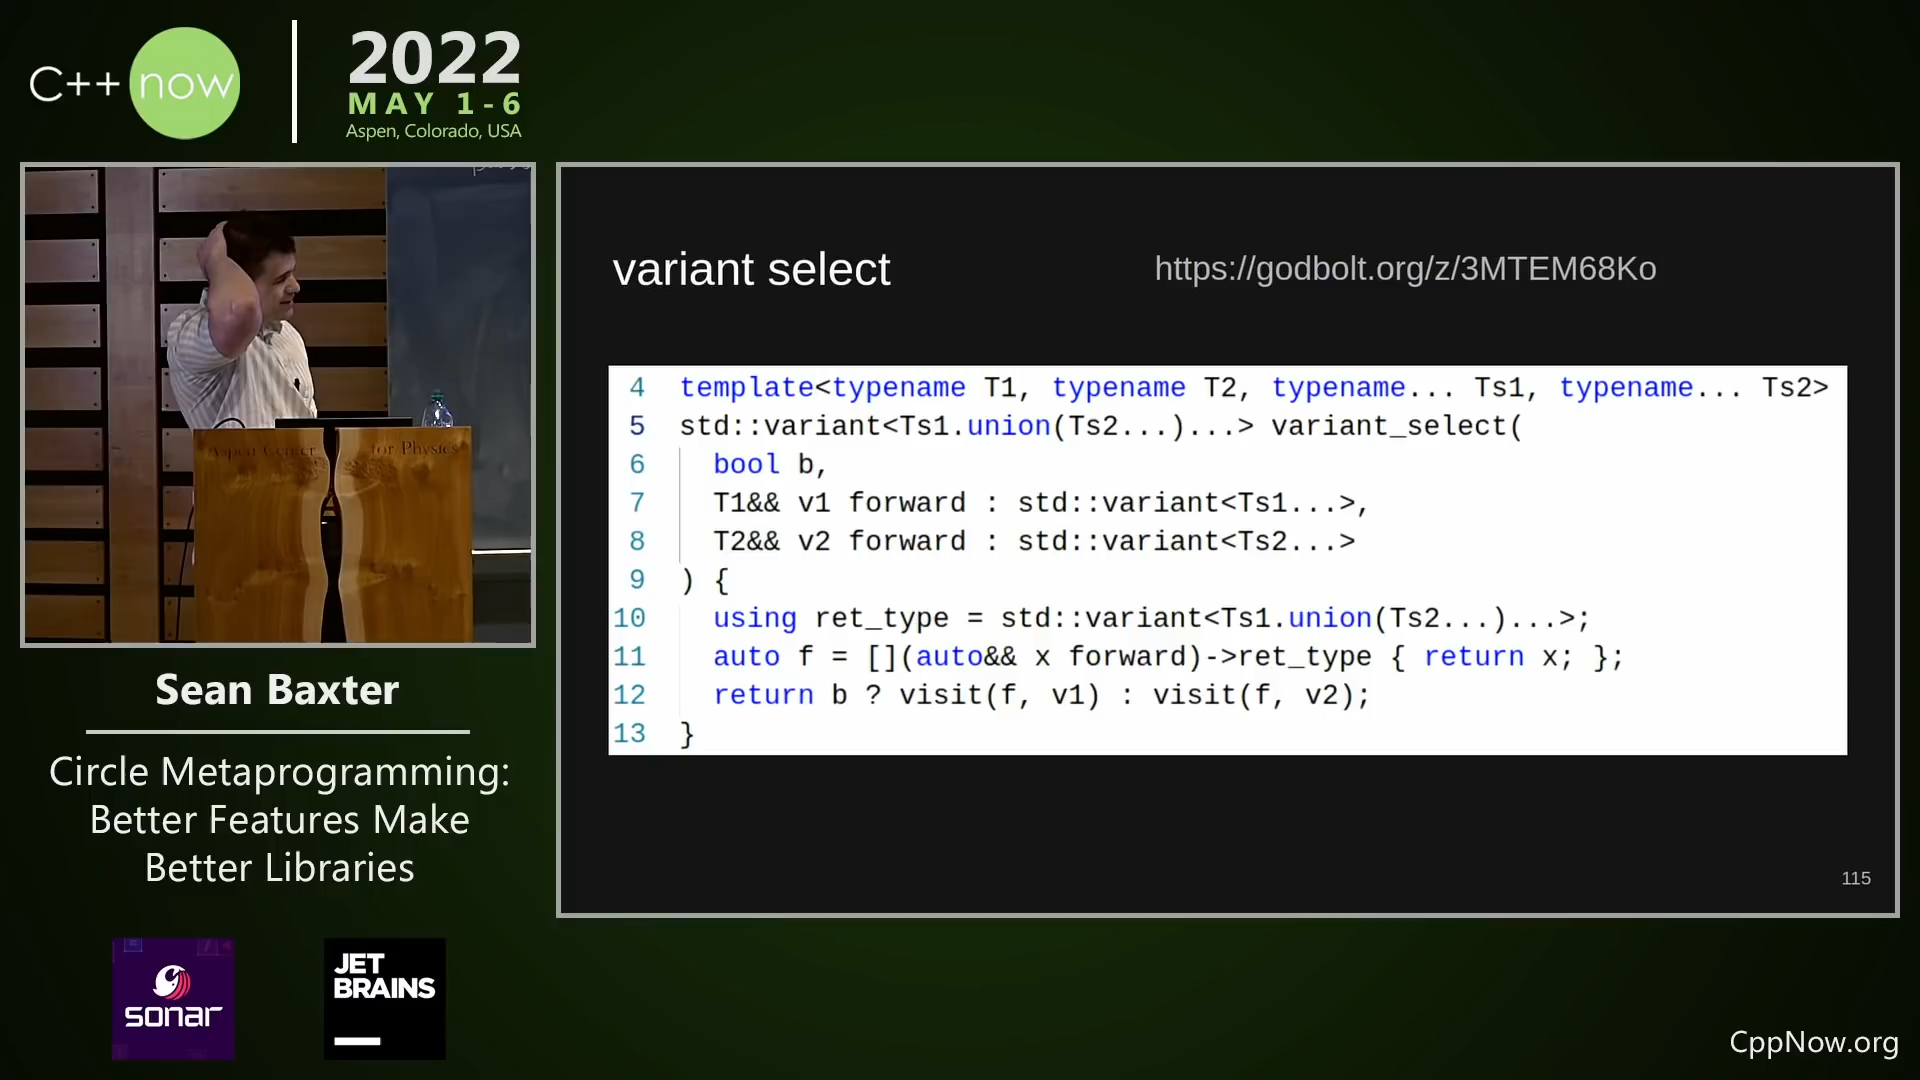 C++ now
2022
MAY 1-6
Aspen, Colorado, USA
Aspen Center for Physics
Sean Baxter
Circle Metaprogramming:
Better Features Make
Better Libraries
sonar
JET
BRAINS
variant select
https://godbolt.org/z/3MTEM68Ko
4 template<typename T1, typename T2, typename... Ts1, typename... Ts2>
5 std::variant<Ts1.union(Ts2...)...> variant_select(
6 bool b,
7 T1&& v1 forward : std::variant<Ts1...>,
8 T2&& v2 forward : std::variant<Ts2...>
9 ) {
10 using ret_type = std::variant<Ts1.union(Ts2...)...>;
11 auto f = [](auto&& x forward)->ret_type { return x; };
12 return b ? visit(f, v1) : visit(f, v2);
13 }
115
CppNow.org